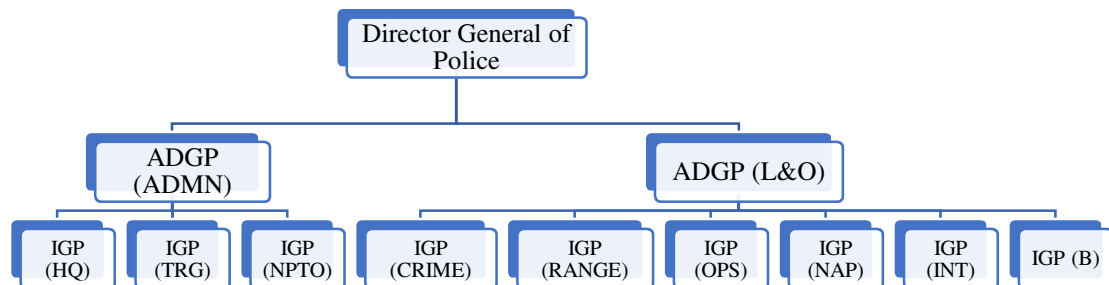 Director General of
Police
ADGP
(ADMN)
ADGP (L&O)
IGP
(HQ)
IGP
(TRG)
IGP
(NPTO)
IGP
(CRIME)
IGP
(RANGE)
IGP
(OPS)
IGP
(NAP)
IGP
(INT)
IGP (B)